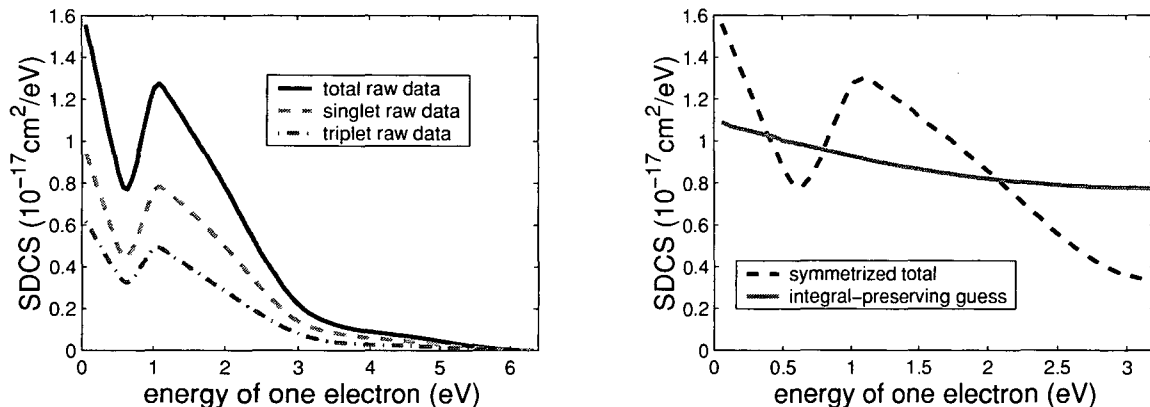 1.6
1.4
1.2
1
0.8
0.6
0.4
0.2
0
SDCS (10⁻¹⁷cm²/eV)
total raw data
singlet raw data
triplet raw data
0 1 2 3 4 5 6
energy of one electron (eV)
1.6
1.4
1.2
1
0.8
0.6
0.4
0.2
0
SDCS (10⁻¹⁷cm²/eV)
symmetrized total
integral−preserving guess
0 0.5 1 1.5 2 2.5 3
energy of one electron (eV)